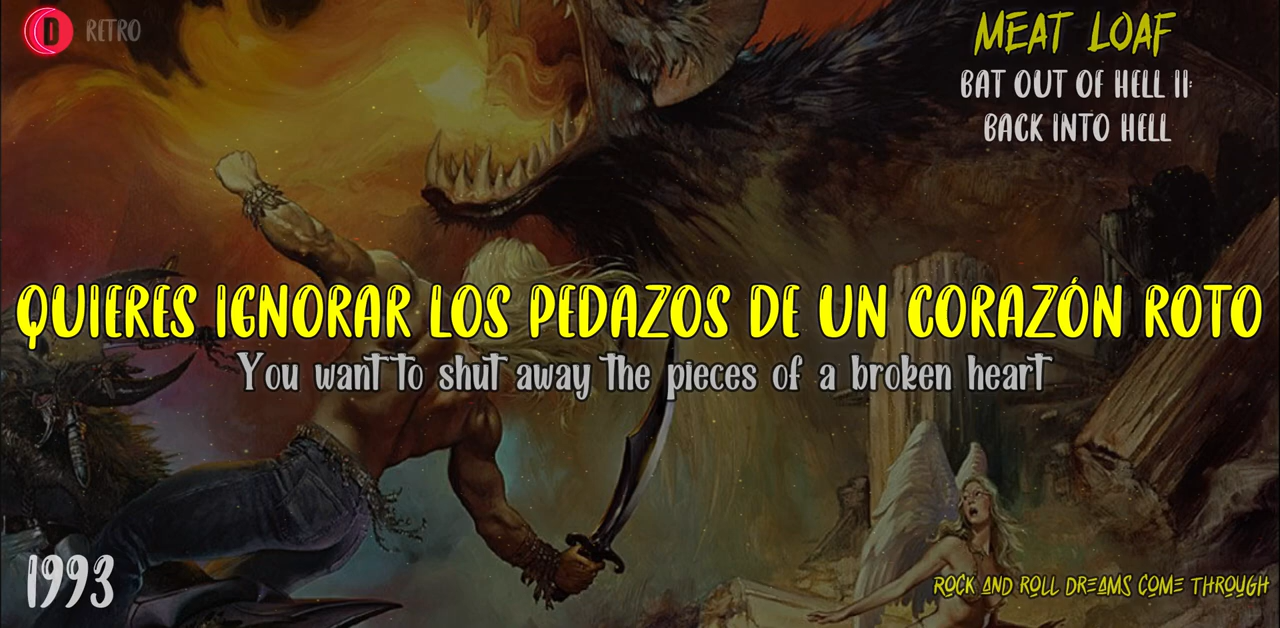 D RETRO
MEAT LOAF
BAT OUT OF HELL II:
BACK INTO HELL
QUIERES IGNORAR LOS PEDAZOS DE UN CORAZÓN ROTO
You want to shut away the pieces of a broken heart
1993
ROCK AND ROLL DREAMS COME THROUGH